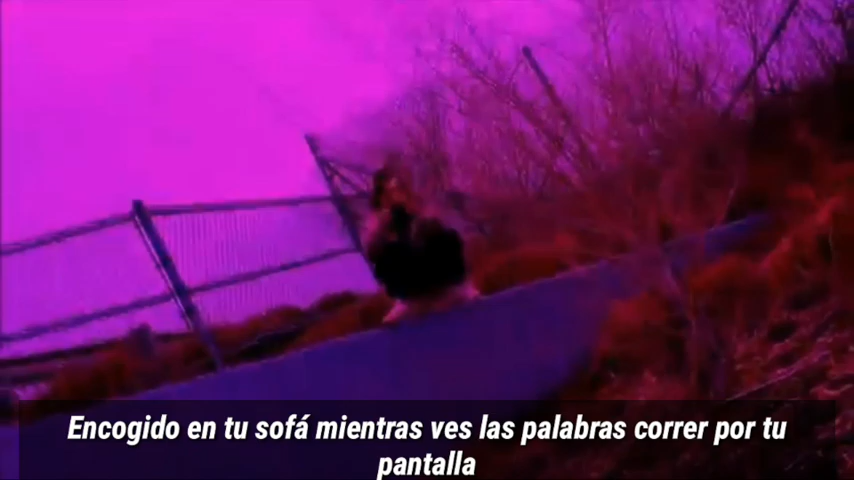 Encogido en tu sofá mientras ves las palabras correr por tu
pantalla